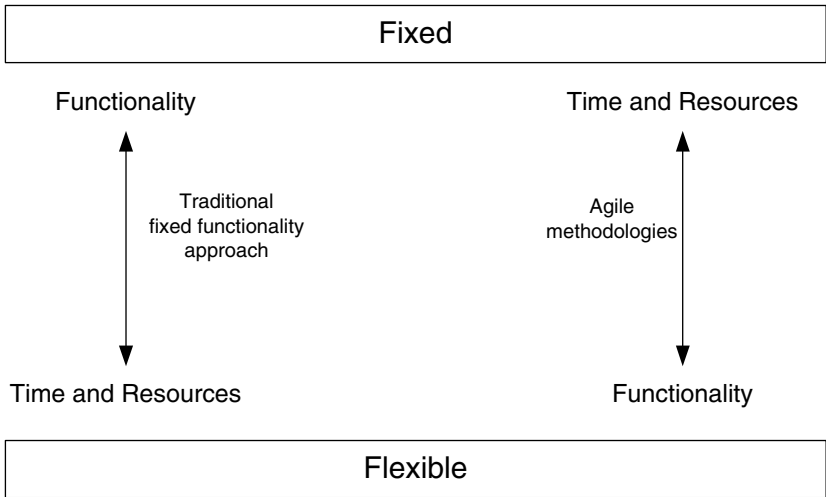 Fixed
Functionality
Time and Resources
Traditional
fixed functionality
approach
Agile
methodologies
Time and Resources
Functionality
Flexible